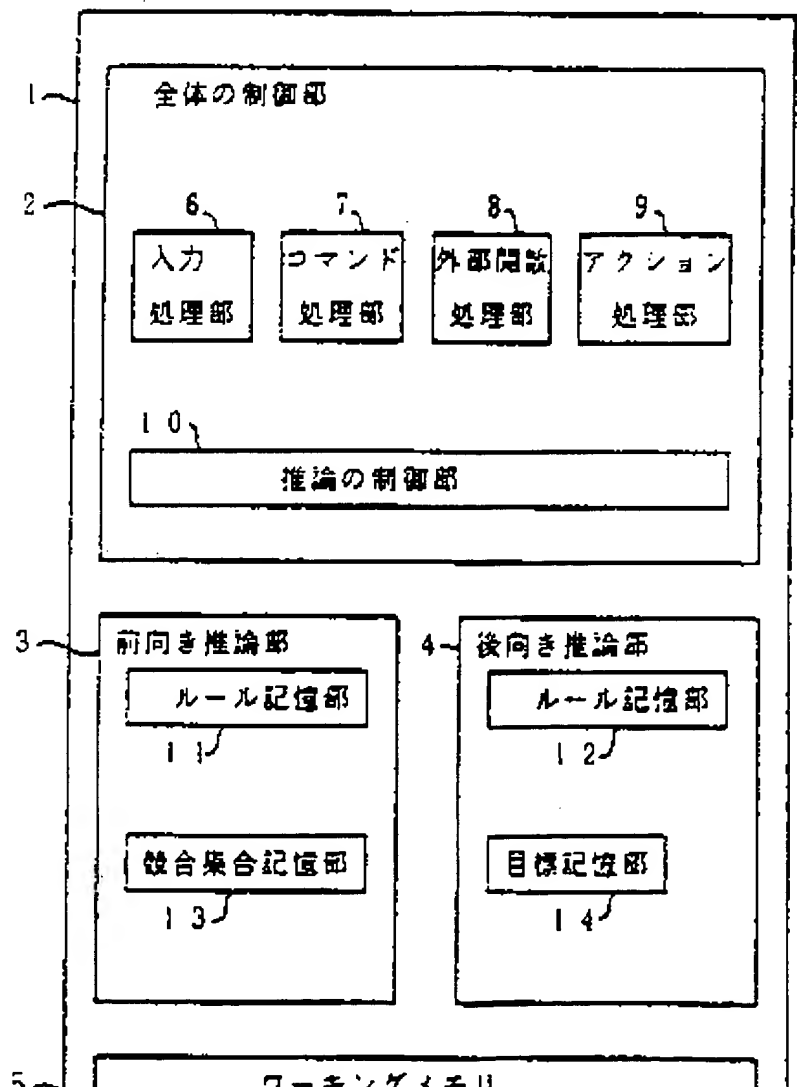 1
全体の制御部
2
6
7
8
9
入力
処理部
コマンド
処理部
外部関数
処理部
アクション
処理部
10
推論の制御部
3
前向き推論部
ルール記憶部
11
競合集合記憶部
13
4
後向き推論部
ルール記憶部
12
目標記憶部
14
5
ワーキングメモリ